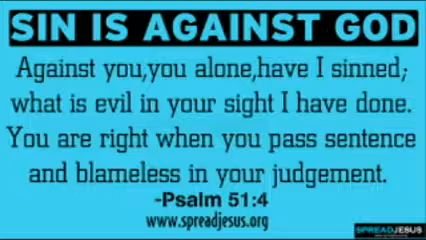 SIN IS AGAINST GOD
Against you,you alone,have I sinned;
what is evil in your sight I have done.
You are right when you pass sentence
and blameless in your judgement.
-Psalm 51:4
www.spreadjesus.org
SPREADJESUS